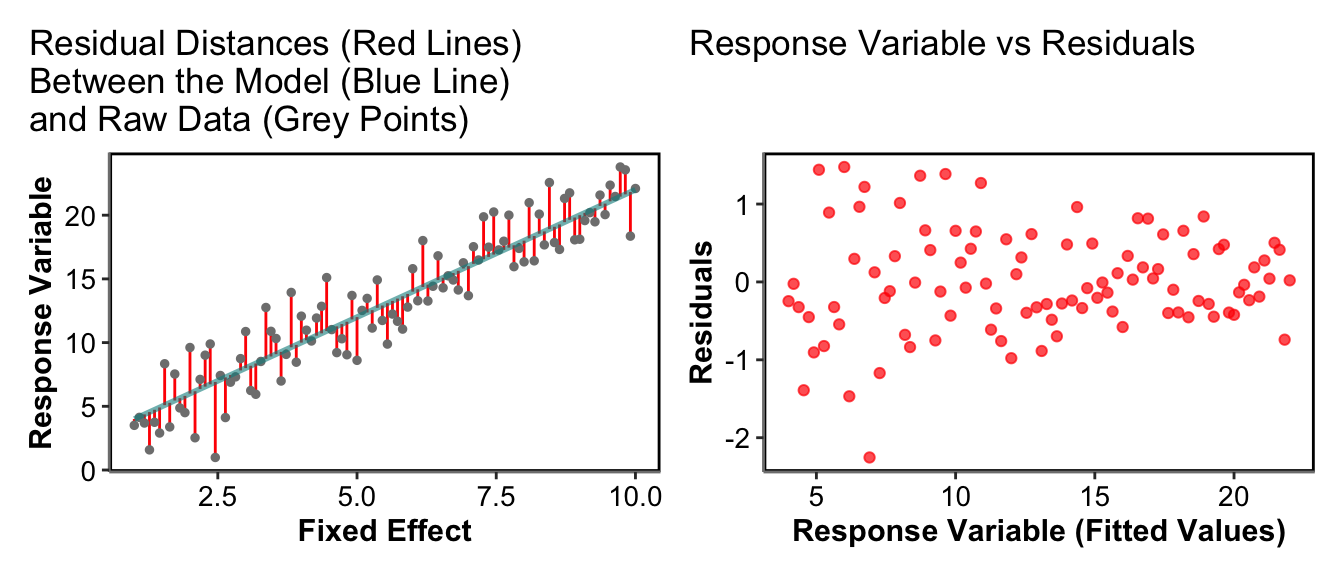 Residual Distances (Red Lines)
Between the Model (Blue Line)
and Raw Data (Grey Points)
Response Variable
20
15
10
5
0
2.5
5.0
7.5
10.0
Fixed Effect
Response Variable vs Residuals
Residuals
1
0
-1
-2
5
10
15
20
Response Variable (Fitted Values)